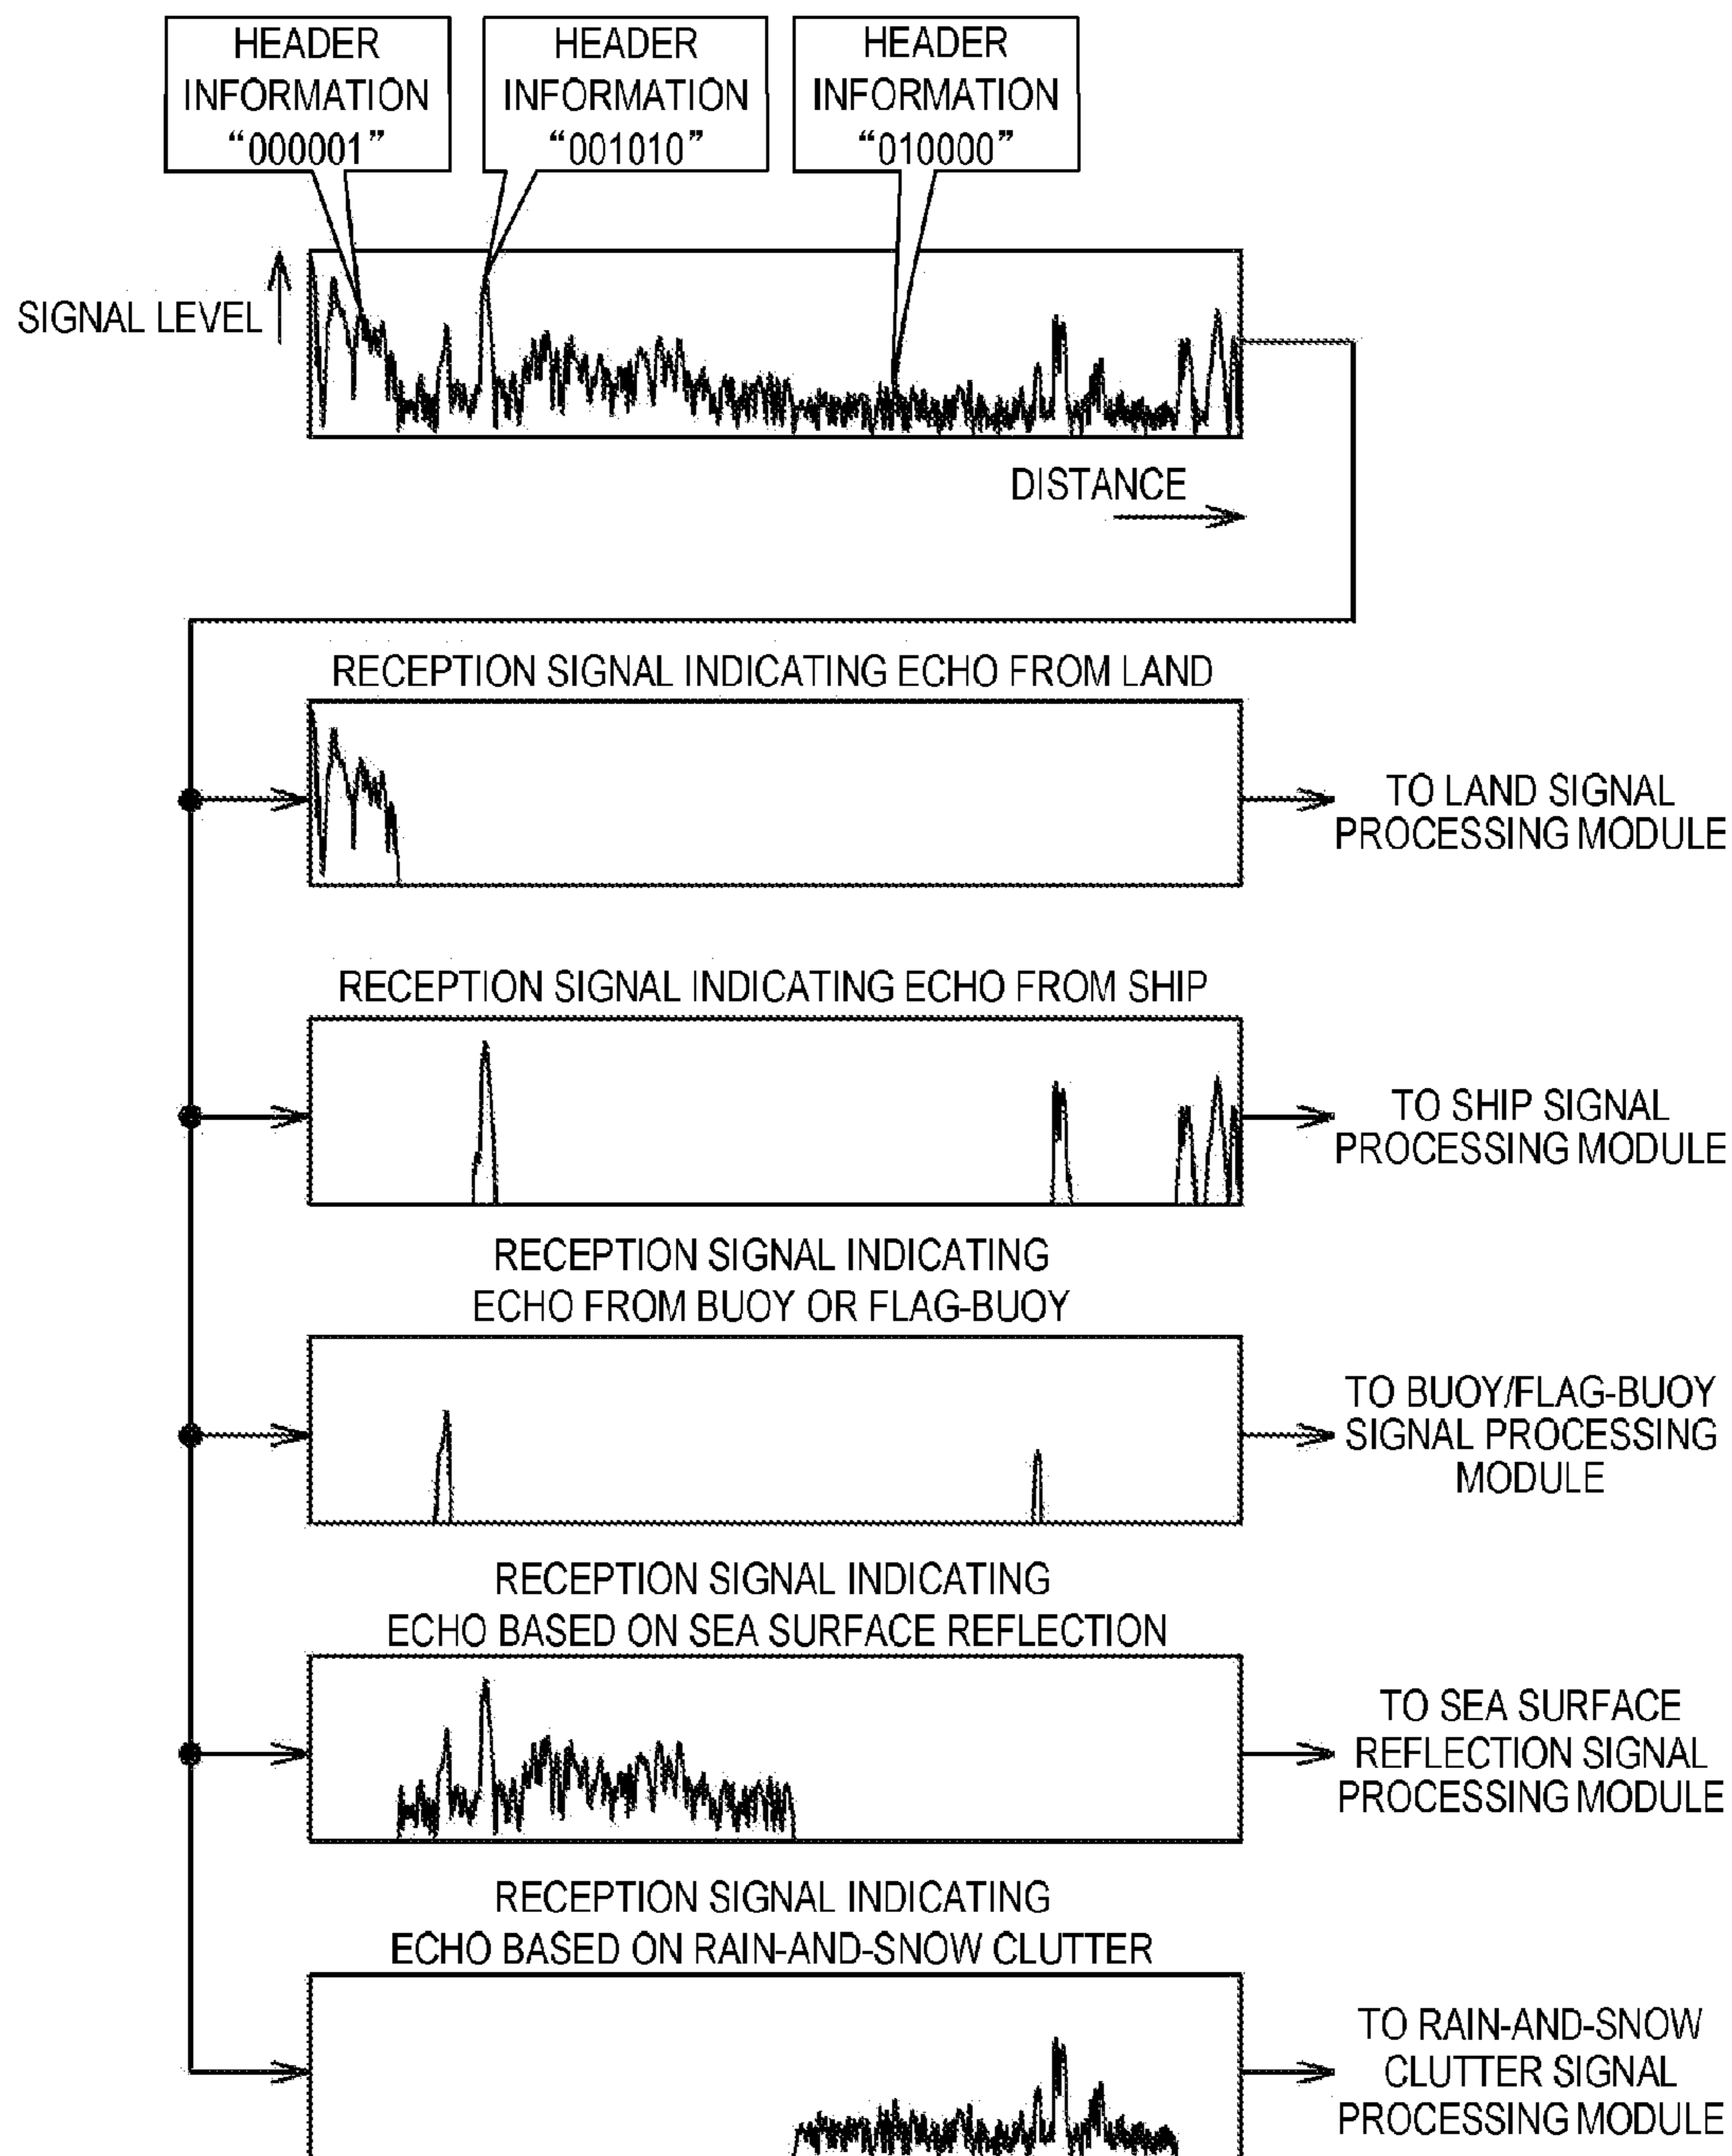 HEADER
INFORMATION
“000001”
HEADER
INFORMATION
“001010”
HEADER
INFORMATION
“010000”
SIGNAL LEVEL
DISTANCE
RECEPTION SIGNAL INDICATING ECHO FROM LAND
TO LAND SIGNAL
PROCESSING MODULE
RECEPTION SIGNAL INDICATING ECHO FROM SHIP
TO SHIP SIGNAL
PROCESSING MODULE
RECEPTION SIGNAL INDICATING
ECHO FROM BUOY OR FLAG-BUOY
TO BUOY/FLAG-BUOY
SIGNAL PROCESSING
MODULE
RECEPTION SIGNAL INDICATING
ECHO BASED ON SEA SURFACE REFLECTION
TO SEA SURFACE
REFLECTION SIGNAL
PROCESSING MODULE
RECEPTION SIGNAL INDICATING
ECHO BASED ON RAIN-AND-SNOW CLUTTER
TO RAIN-AND-SNOW
CLUTTER SIGNAL
PROCESSING MODULE